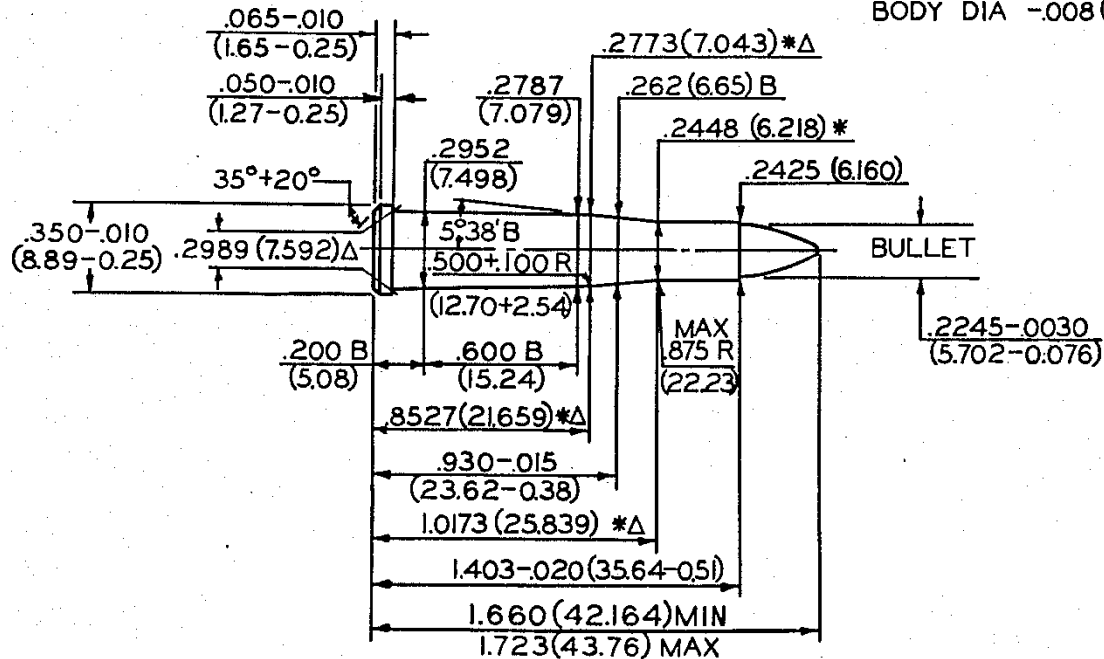 BODY DIA -.008(
.065-.010
(1.65-0.25)
.2773(7.043)*Δ
.050-.010
(1.27-0.25)
.2787
(7.079)
.262(6.65) B
.2448 (6.218)*
.2952
(7.498)
.2425 (6.160)
35°+20°
.350-.010
(8.89-0.25)
.2989(7.592)Δ
5°38'B
BULLET
.500+.100 R
(12.70+2.54)
.2245-.0030
(5.702-0.076)
MAX
.875 R
(22.23)
.200 B
(5.08)
.600 B
(15.24)
.8527(21.659)*Δ
.930-.015
(23.62-0.38)
1.0173(25.839) *Δ
1.403-.020(35.64-0.51)
1.660(42.164)MIN
1.723(43.76) MAX